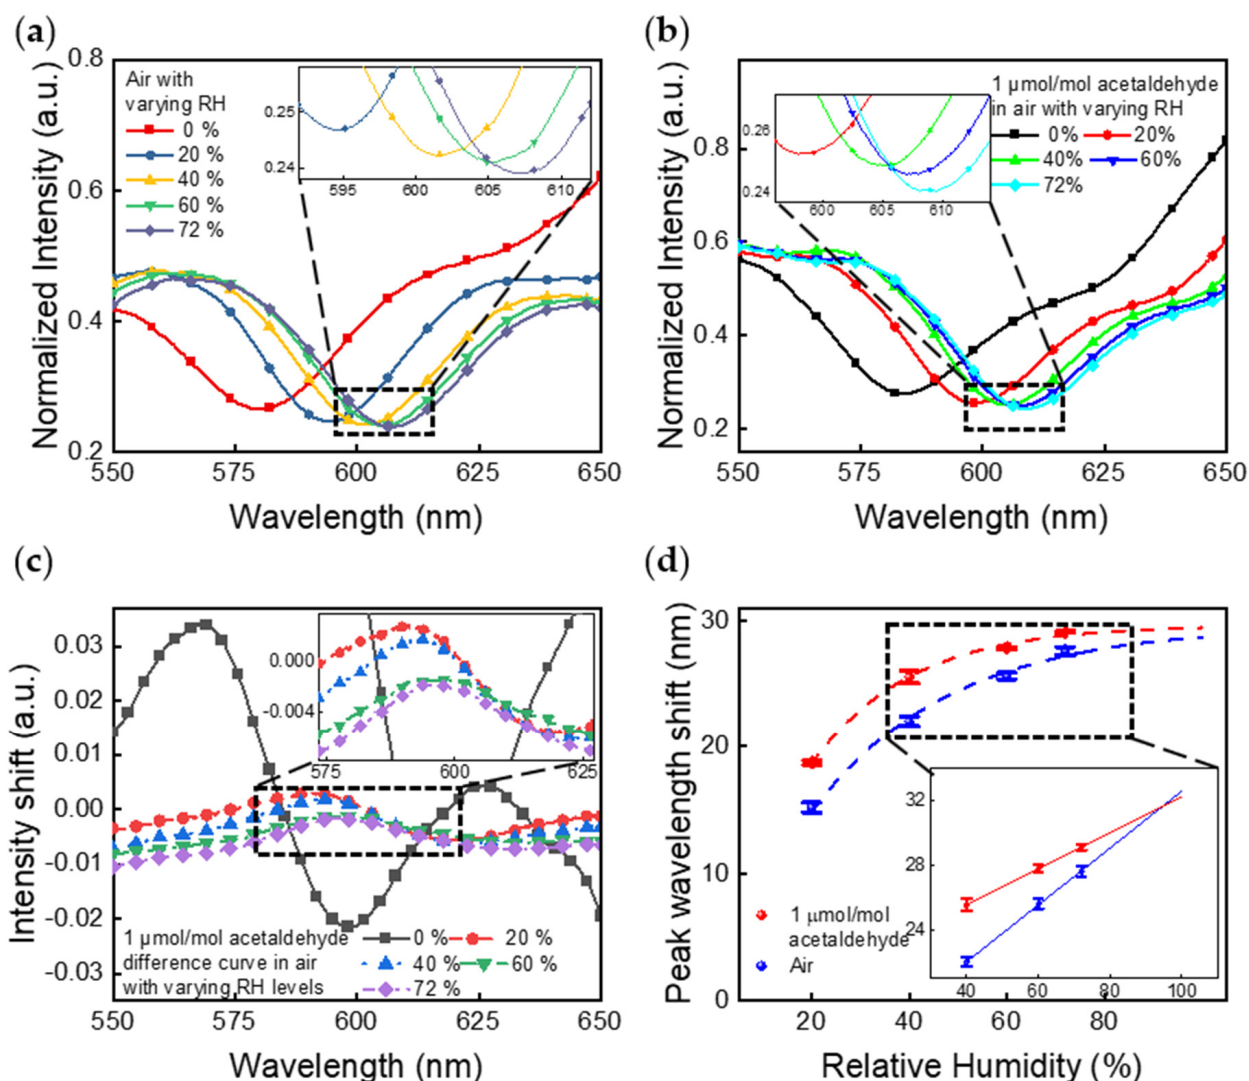 (a)
0.8
0.6
0.4
0.2
Normalized Intensity (a.u.)
Air with
varying RH
0 %
20 %
40 %
60 %
72 %
0.25
0.24
595 600 605 610
550 575 600 625 650
Wavelength (nm)
(b)
0.8
0.6
0.4
0.2
Normalized Intensity (a.u.)
1 µmol/mol acetaldehyde
in air with varying RH
0% 20%
40% 60%
72%
0.26
0.24
600 605 610
550 575 600 625 650
Wavelength (nm)
(c)
0.03
0.02
0.01
0.00
-0.01
-0.02
-0.03
Intensity shift (a.u.)
0.000
-0.004
575 600 625
1 µmol/mol acetaldehyde
difference curve in air
with varying RH levels
0 % 20 %
40 % 60 %
72 %
550 575 600 625 650
Wavelength (nm)
(d)
30
20
10
0
Peak wavelength shift (nm)
1 µmol/mol
acetaldehyde
Air
32
28
24
40 60 80 100
20 40 60 80
Relative Humidity (%)